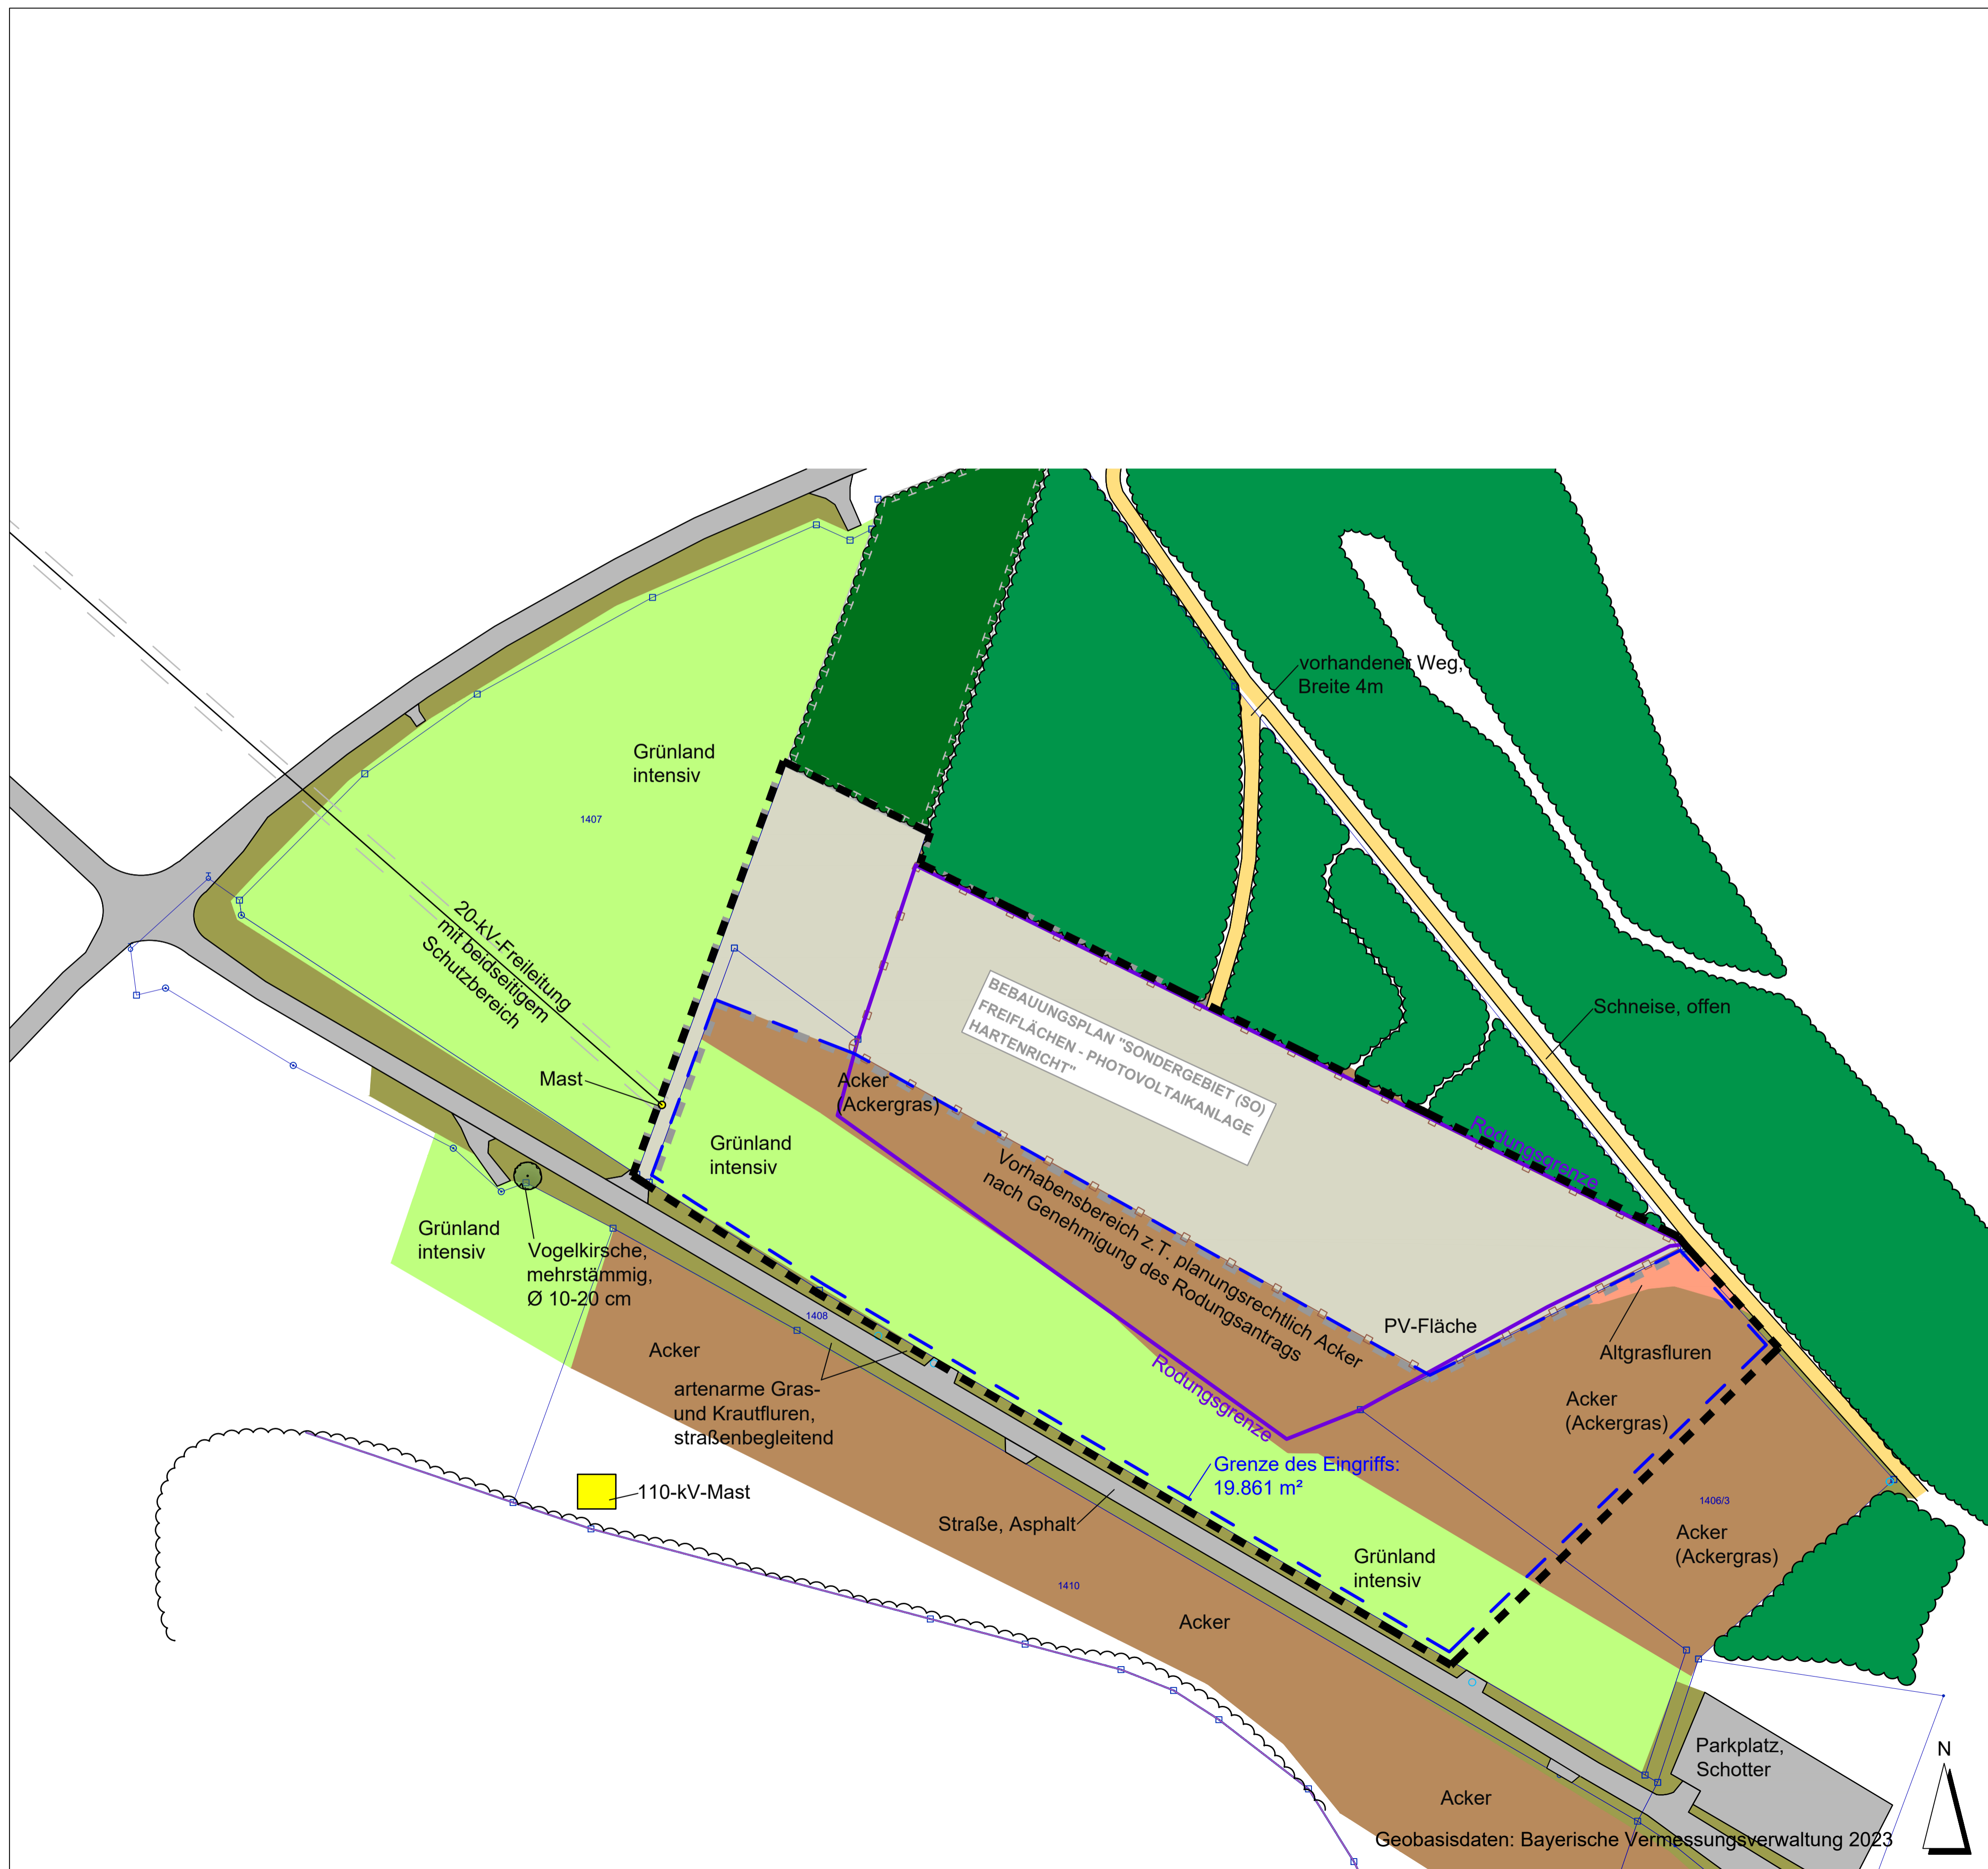 vorhandener Weg,
Breite 4m
Grünland
intensiv
1407
20-kV-Freileitung
mit beidseitigem
Schutzbereich
Mast
BEBAUUNGSPLAN "SONDERGEBIET (SO)
FREIFLÄCHEN - PHOTOVOLTAIKANLAGE
HARTENRICHT"
Schneise, offen
Acker
(Ackergras)
Grünland
intensiv
Rodungsgrenze
Vorhabensbereich z.T. planungsrechtlich Acker
nach Genehmigung des Rodungsantrags
Grünland
intensiv
Vogelkirsche,
mehrstämmig,
Ø 10-20 cm
1408
PV-Fläche
Altgrasfluren
Acker
Rodungsgrenze
artenarme Gras-
und Krautfluren,
straßenbegleitend
Acker
(Ackergras)
Grenze des Eingriffs:
19.861 m²
110-kV-Mast
1406/3
Straße, Asphalt
Acker
(Ackergras)
Grünland
intensiv
1410
Acker
Parkplatz,
Schotter
N
Acker
Geobasisdaten: Bayerische Vermessungsverwaltung 2023